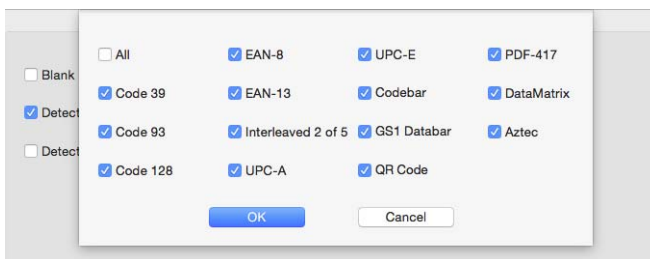 All EAN-8 UPC-E PDF-417
Blank
Code 39 EAN-13 Codebar DataMatrix
Detect
Code 93 Interleaved 2 of 5 GS1 Databar Aztec
Detect
Code 128 UPC-A QR Code
OK Cancel